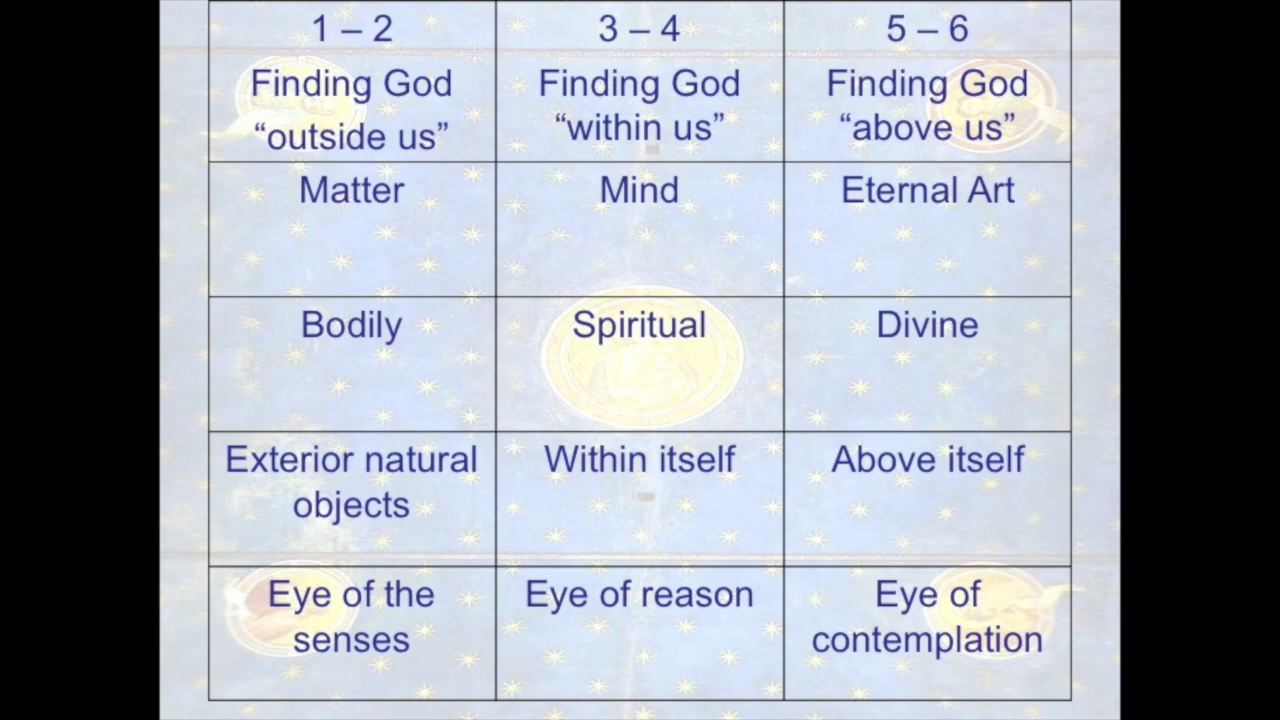 1 – 2
Finding God
“outside us”
3 – 4
Finding God
“within us”
5 – 6
Finding God
“above us”
Matter
Mind
Eternal Art
Bodily
Spiritual
Divine
Exterior natural
objects
Within itself
Above itself
Eye of the
senses
Eye of reason
Eye of
contemplation